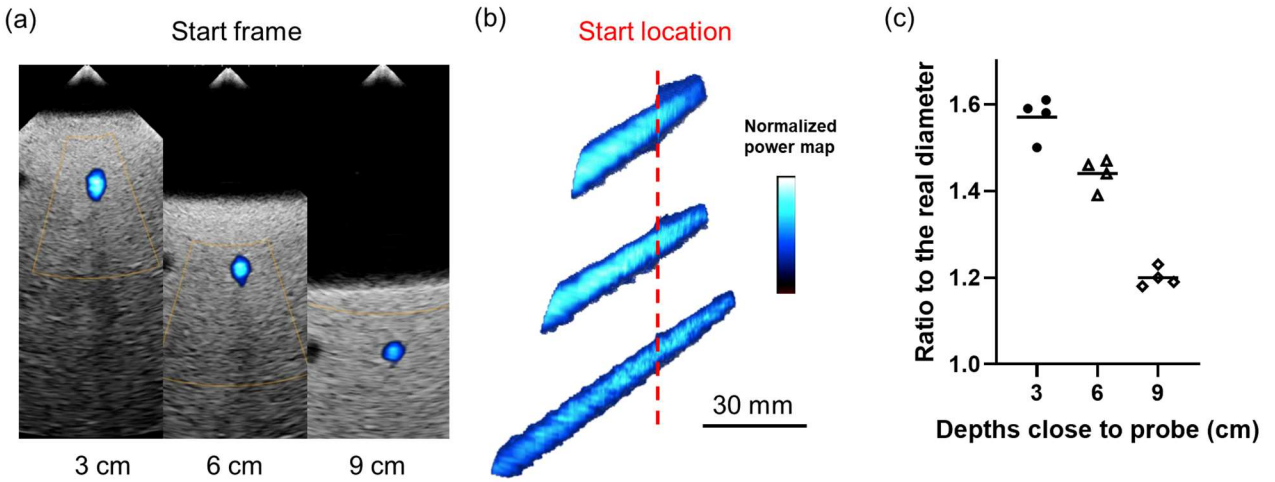 (a)
Start frame
3 cm
6 cm
9 cm
(b)
Start location
Normalized
power map
30 mm
(c)
Ratio to the real diameter
1.6
1.4
1.2
1.0
3
6
9
Depths close to probe (cm)